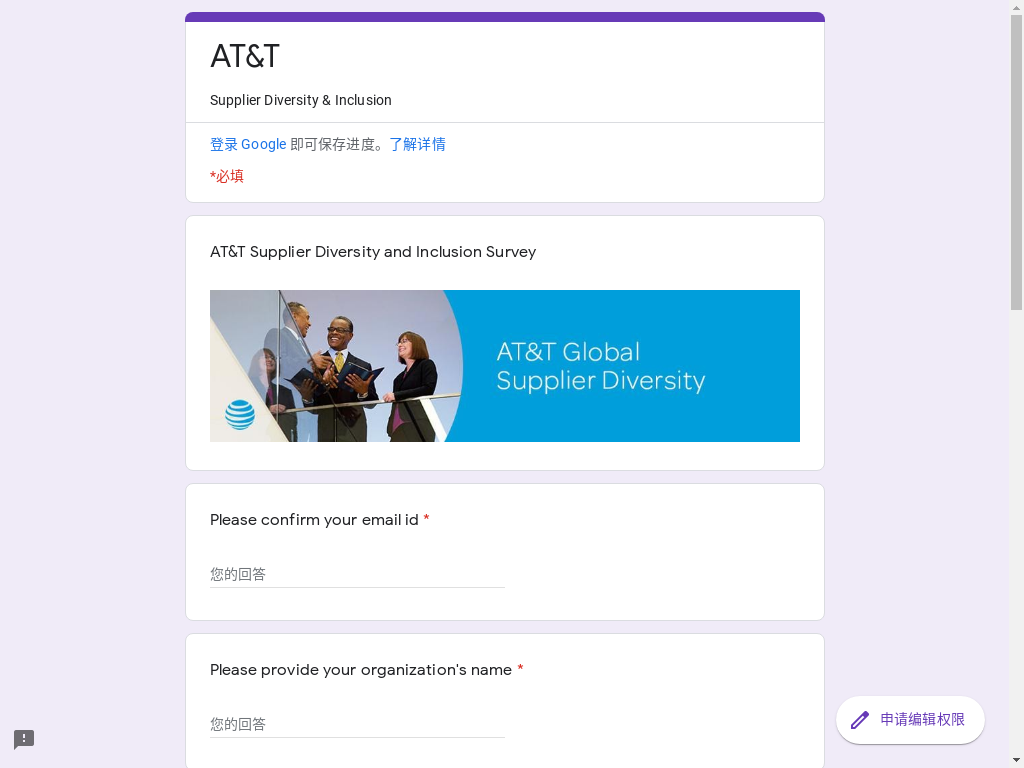 AT&T
Supplier Diversity & Inclusion
登录 Google 即可保存进度。了解详情
*必填
AT&T Supplier Diversity and Inclusion Survey
AT&T Global
Supplier Diversity
Please confirm your email id *
您的回答
Please provide your organization's name *
您的回答
申请编辑权限